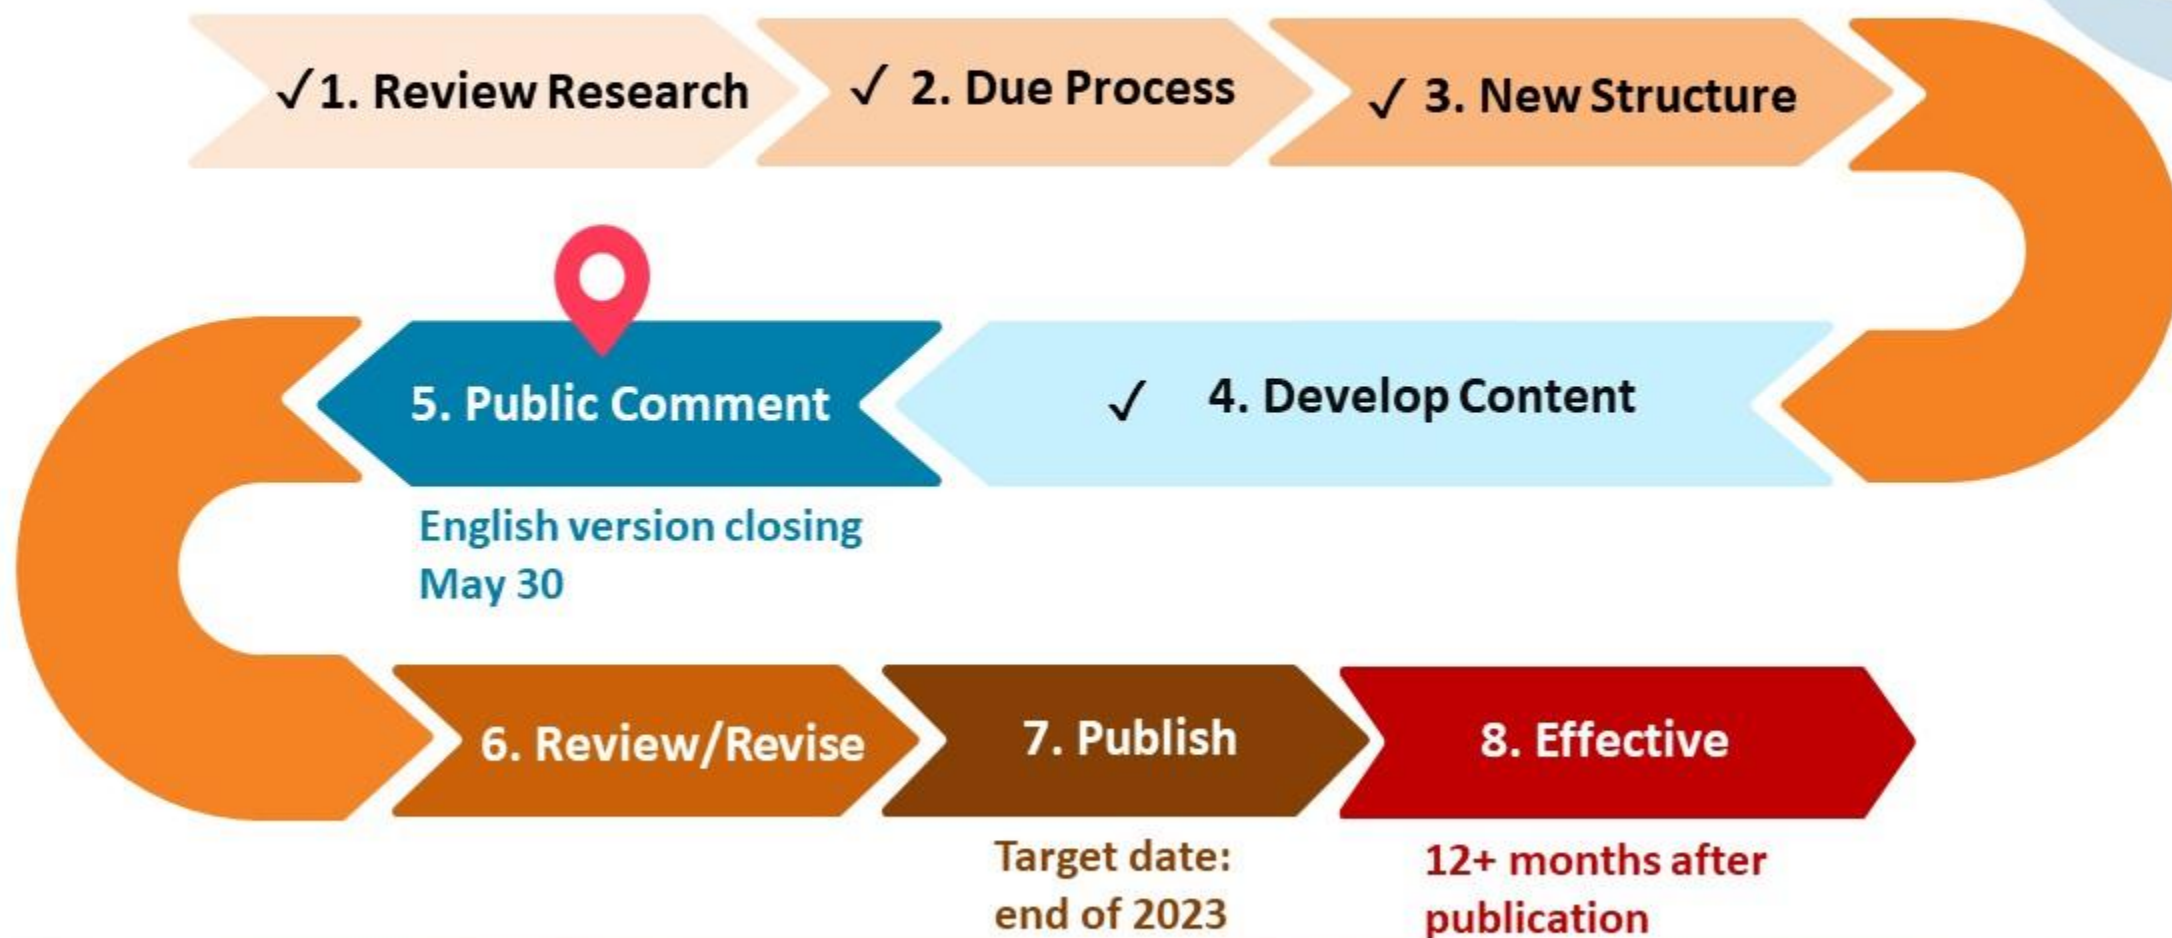 ✓1. Review Research
✓ 2. Due Process
✓ 3. New Structure
✓ 4. Develop Content
5. Public Comment
English version closing
May 30
6. Review/Revise
7. Publish
Target date:
end of 2023
8. Effective
12+ months after
publication